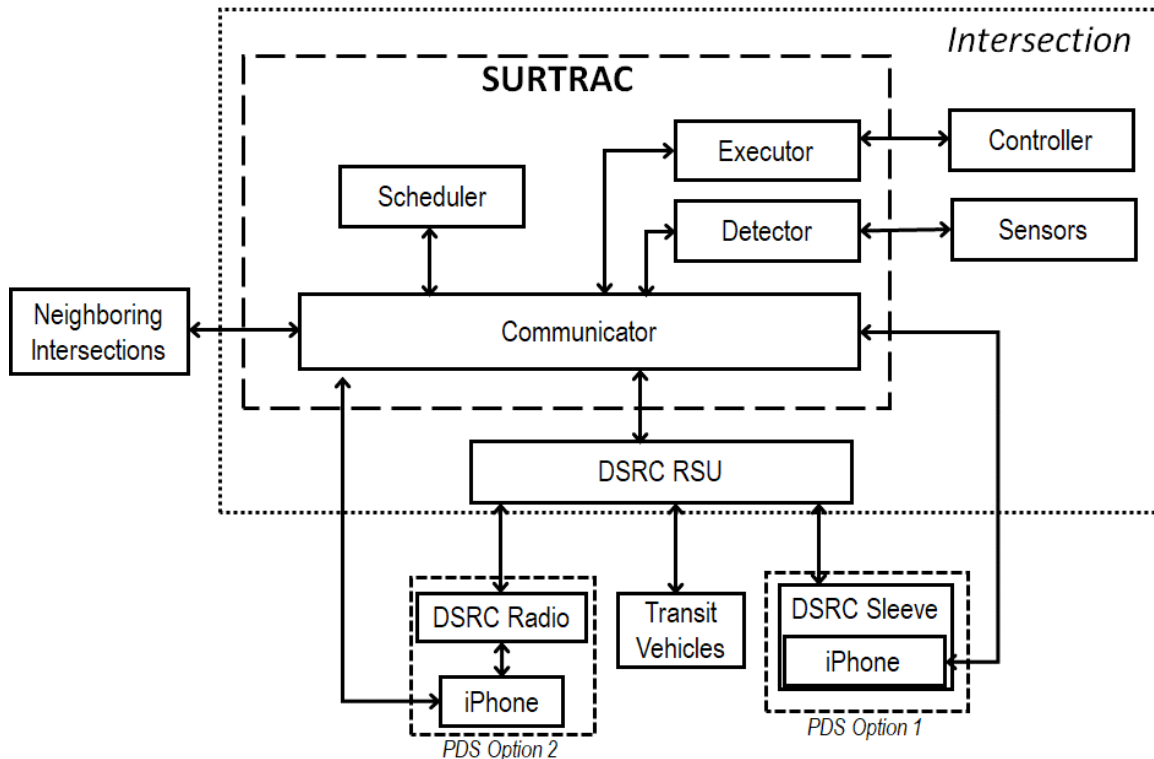 Intersection
SURTRAC
Executor
Controller
Scheduler
Detector
Sensors
Neighboring
Intersections
Communicator
DSRC RSU
DSRC Radio
iPhone
PDS Option 2
Transit
Vehicles
DSRC Sleeve
iPhone
PDS Option 1